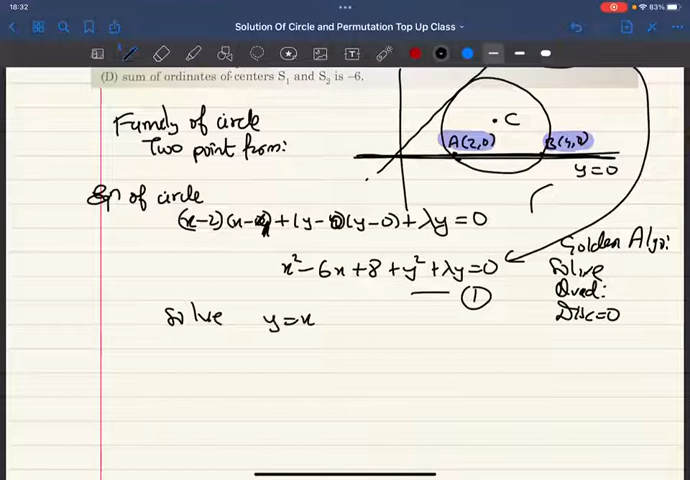 18:32
83%
Solution Of Circle and Permutation Top Up Class
(D) sum of ordinates of centers S₁ and S₂ is –6.
Family of circle
Two point from:
C
A(2,0)
B(4,0)
y=0
Eqn of circle
(x-2)(x-4)+(y-0)(y-0)+λy=0
x²-6x+8+y²+λy=0
①
Golden Algo:
Solve
Quad:
Disc=0
Solve y=x